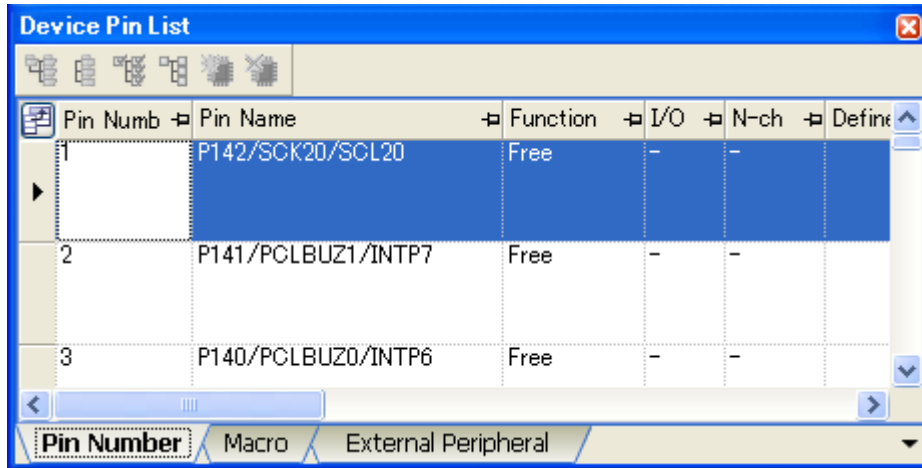 Device Pin List
Pin Numb Pin Name Function I/O N-ch Define
1 P142/SCK20/SCL20 Free - -
2 P141/PCLBUZ1/INTP7 Free - -
3 P140/PCLBUZ0/INTP6 Free - -
Pin Number Macro External Peripheral